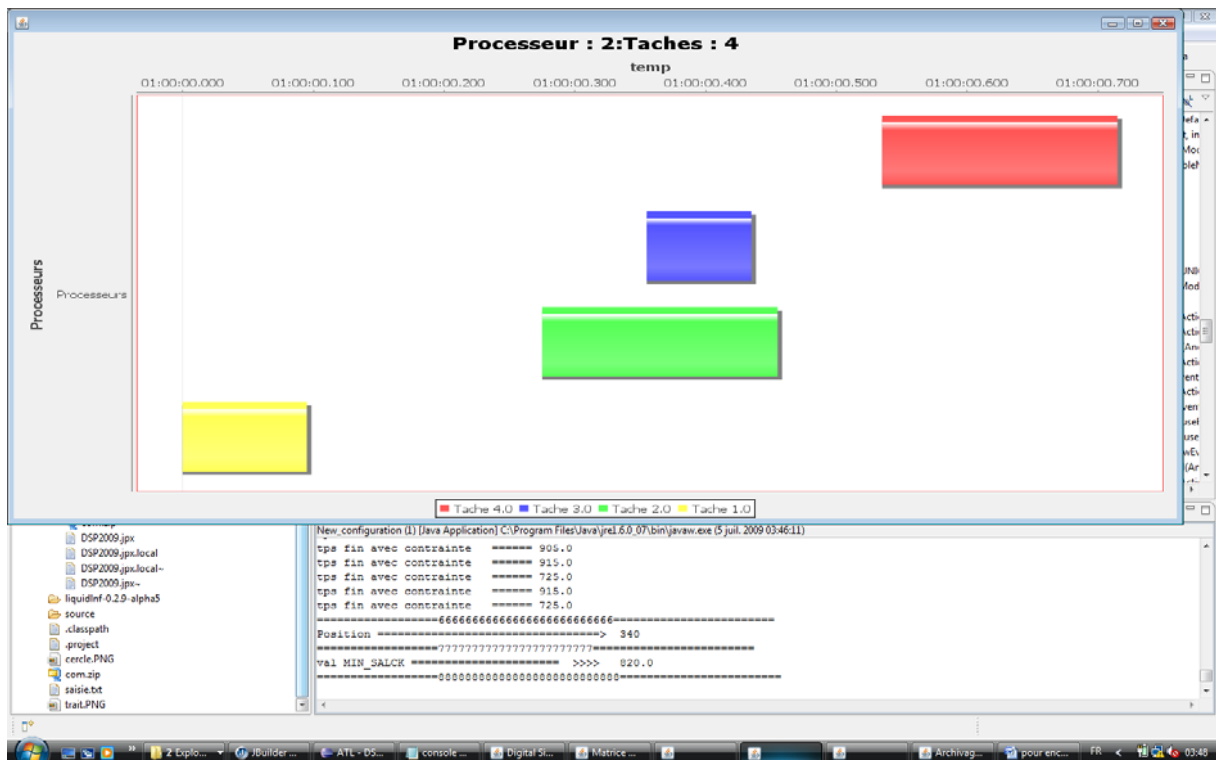 Processeur : 2:Taches : 4
temp
01:00:00.000 01:00:00.100 01:00:00.200 01:00:00.300 01:00:00.400 01:00:00.500 01:00:00.600 01:00:00.700
Processeurs
Processeurs
Tache 4.0 Tache 3.0 Tache 2.0 Tache 1.0
DSP2009.jpx
DSP2009.jpx.local
DSP2009.jpx.local~
DSP2009.jpx~
liquidInf-0.2.9-alpha5
source
.classpath
.project
cercle.PNG
com.zip
saisie.txt
trait.PNG
New_configuration (1) [Java Application] C:\Program Files\Java\jre1.6.0_07\bin\javaw.exe (5 juil. 2009 03:46:11)
tps fin avec contrainte ====== 905.0
tps fin avec contrainte ====== 915.0
tps fin avec contrainte ====== 725.0
tps fin avec contrainte ====== 915.0
tps fin avec contrainte ====== 725.0
Position =================================> 340
val MIN_SALCK ====================== >>>> 820.0
2 Explo... JBuilder ... ATL - DS... console ... Digital Si... Matrice ... Archivag... pour enc... FR < 03:48